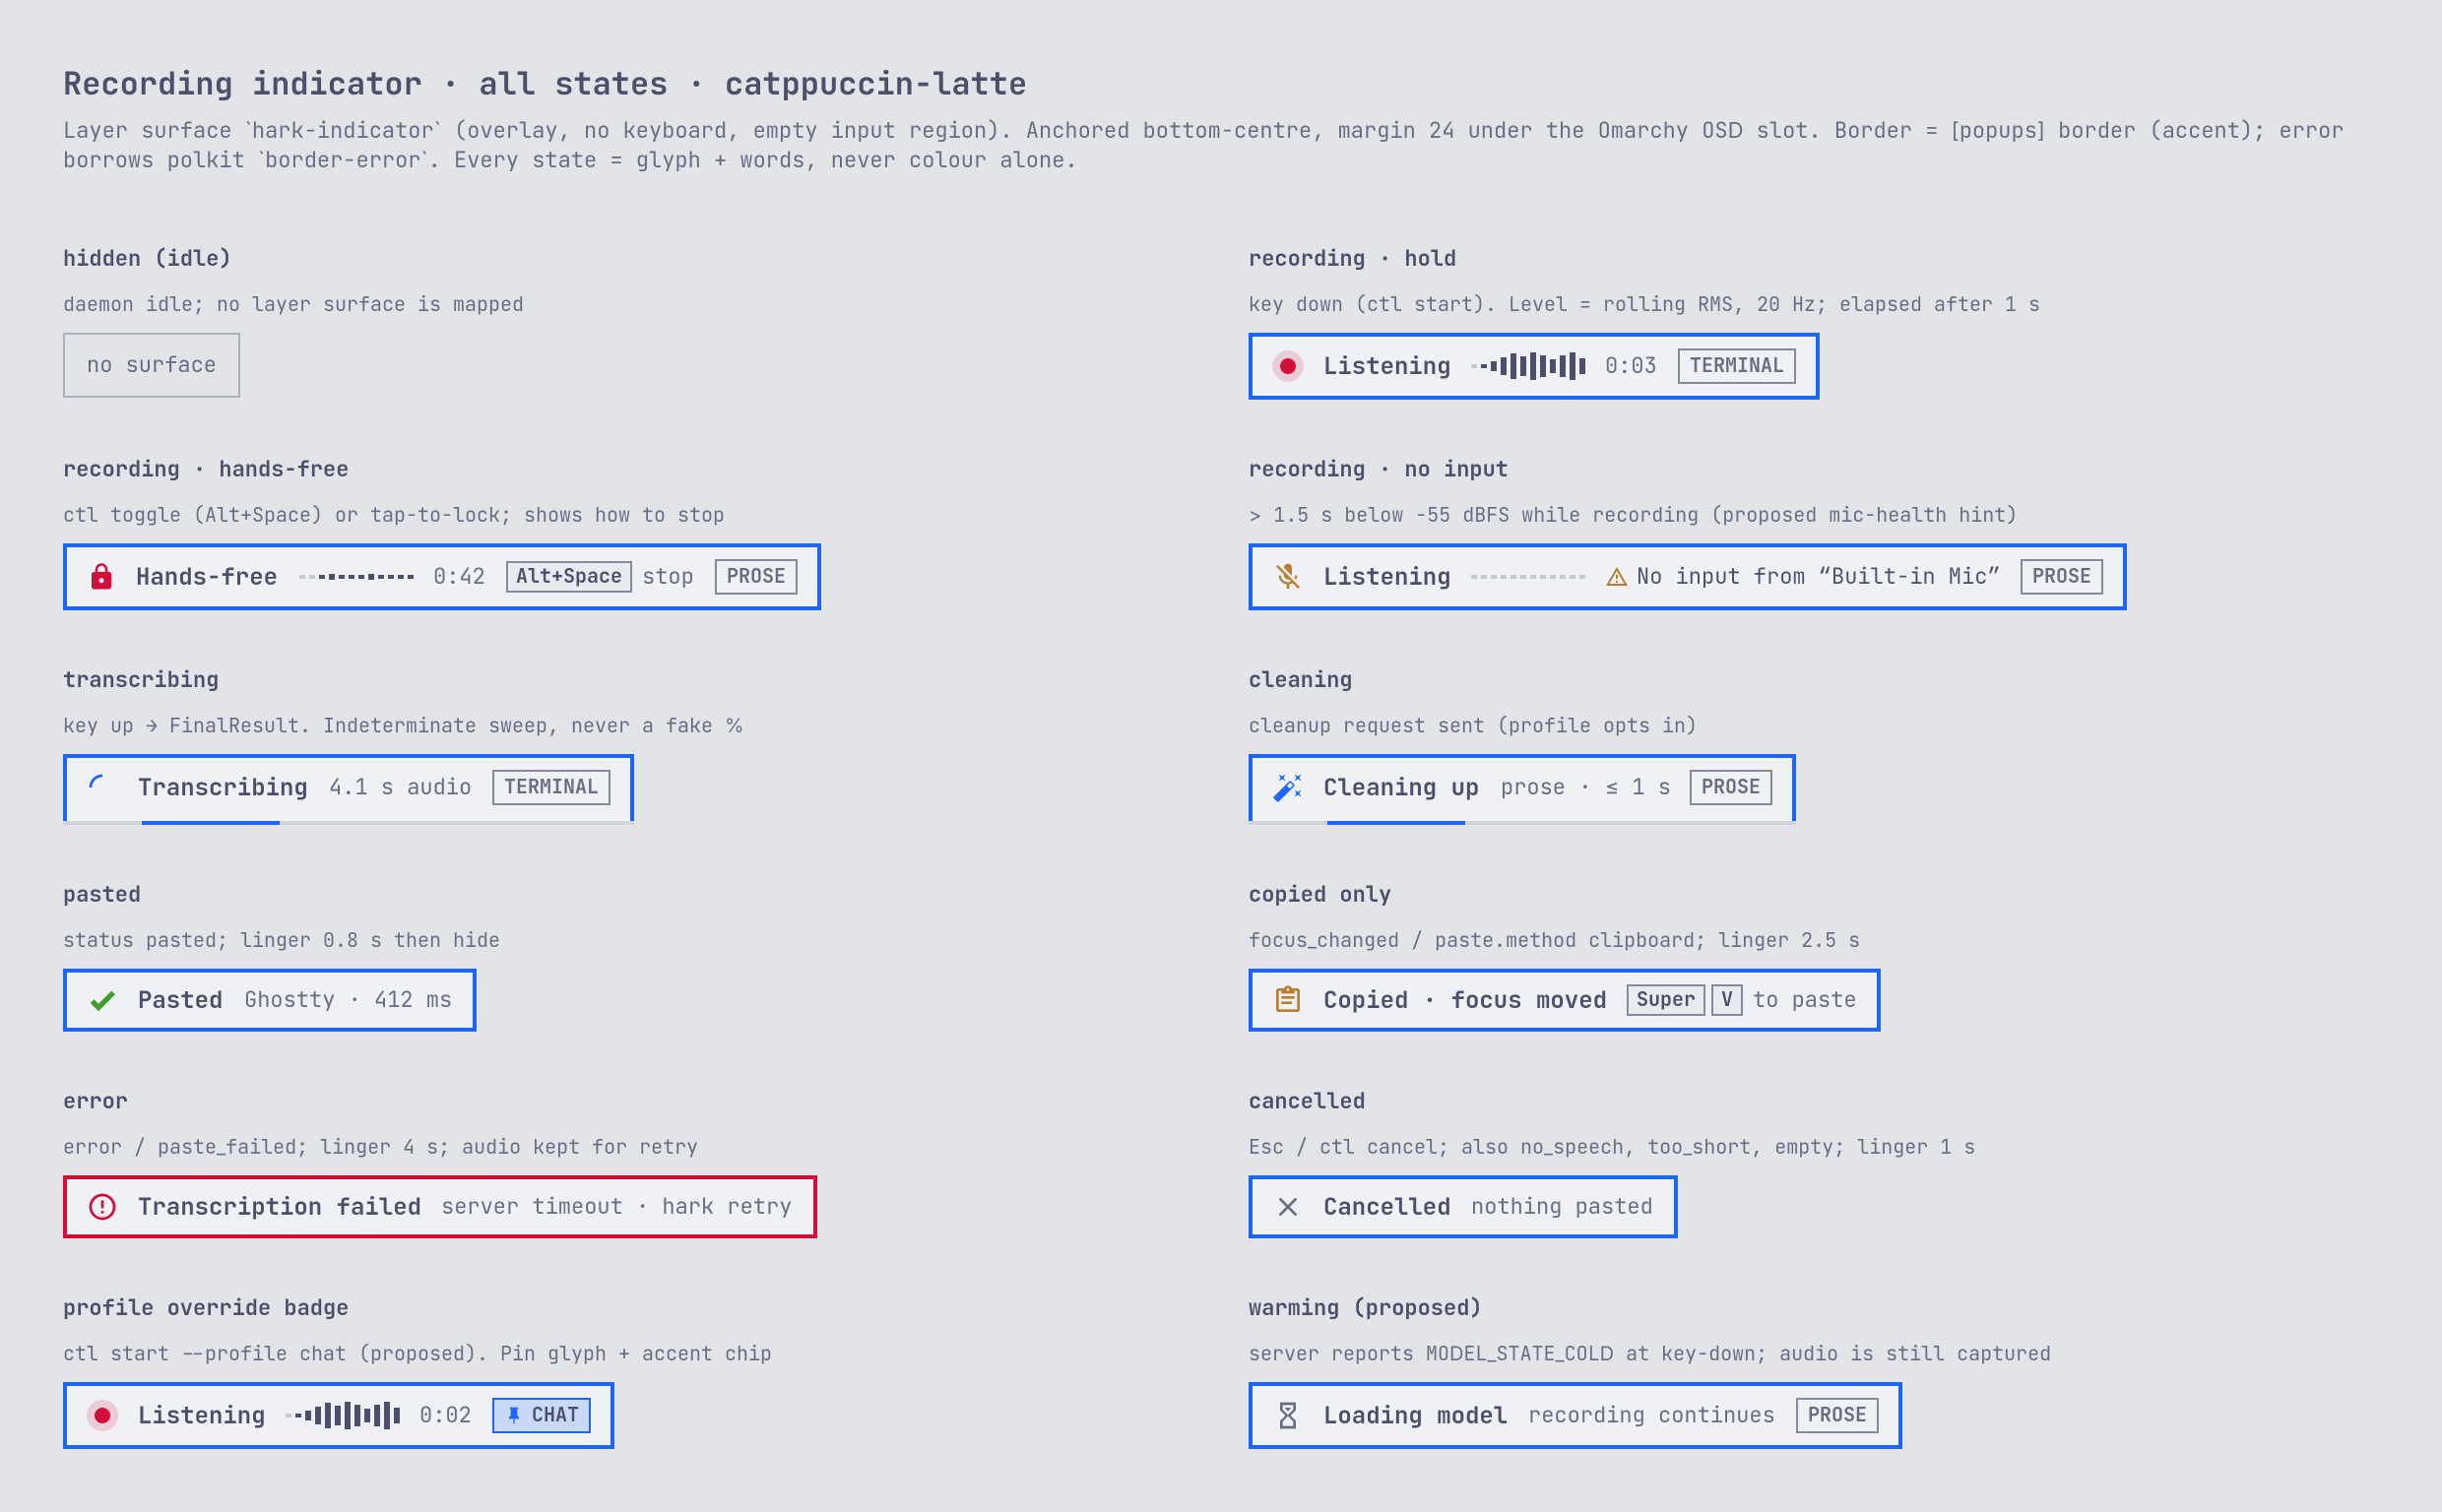 Recording indicator · all states · catppuccin-latte
Layer surface `hark-indicator` (overlay, no keyboard, empty input region). Anchored bottom-centre, margin 24 under the Omarchy OSD slot. Border = [popups] border (accent); error
borrows polkit `border-error`. Every state = glyph + words, never colour alone.
hidden (idle)
daemon idle; no layer surface is mapped
no surface
recording · hold
key down (ctl start). Level = rolling RMS, 20 Hz; elapsed after 1 s
Listening 0:03 TERMINAL
recording · hands-free
ctl toggle (Alt+Space) or tap-to-lock; shows how to stop
Hands-free 0:42 Alt+Space stop PROSE
recording · no input
> 1.5 s below -55 dBFS while recording (proposed mic-health hint)
Listening No input from “Built-in Mic” PROSE
transcribing
key up → FinalResult. Indeterminate sweep, never a fake %
Transcribing 4.1 s audio TERMINAL
cleaning
cleanup request sent (profile opts in)
Cleaning up prose · ≤ 1 s PROSE
pasted
status pasted; linger 0.8 s then hide
Pasted Ghostty · 412 ms
copied only
focus_changed / paste.method clipboard; linger 2.5 s
Copied · focus moved Super V to paste
error
error / paste_failed; linger 4 s; audio kept for retry
Transcription failed server timeout · hark retry
cancelled
Esc / ctl cancel; also no_speech, too_short, empty; linger 1 s
Cancelled nothing pasted
profile override badge
ctl start --profile chat (proposed). Pin glyph + accent chip
Listening 0:02 CHAT
warming (proposed)
server reports MODEL_STATE_COLD at key-down; audio is still captured
Loading model recording continues PROSE